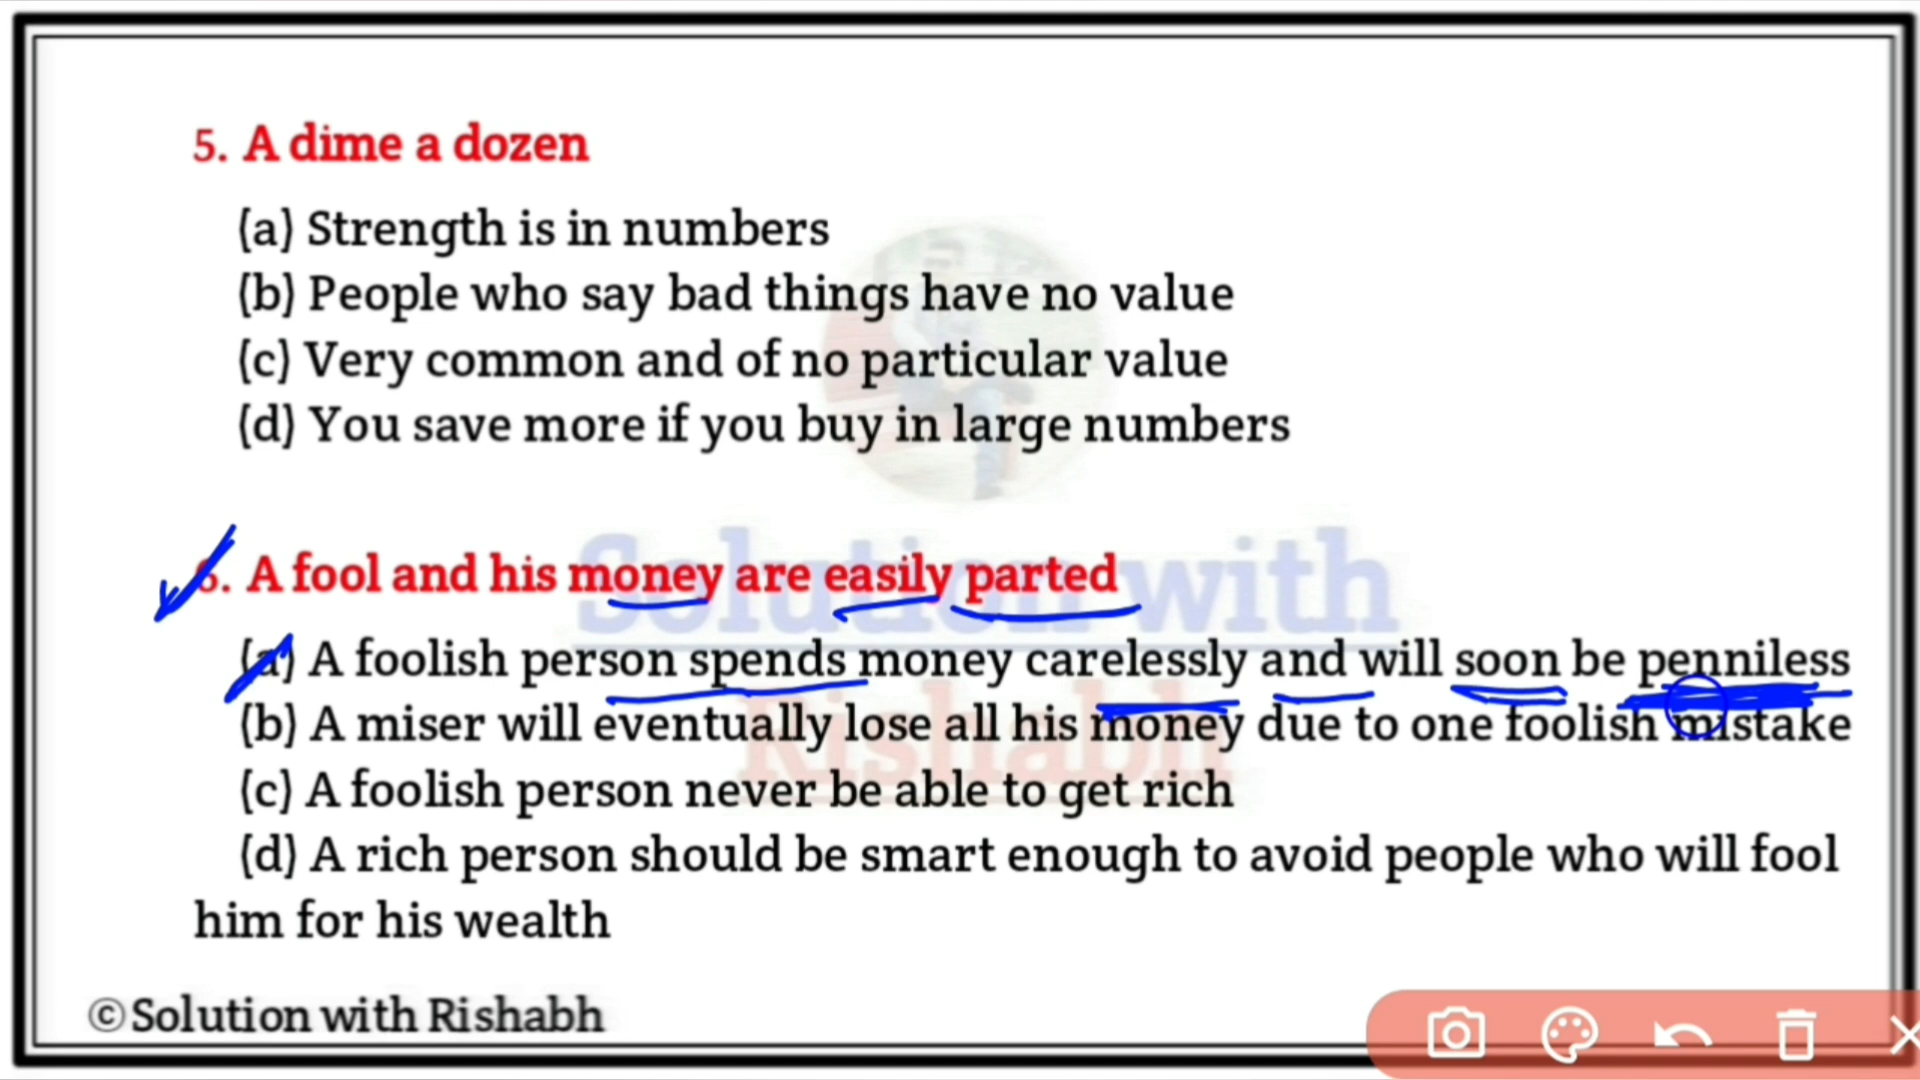 5. A dime a dozen
(a) Strength is in numbers
(b) People who say bad things have no value
(c) Very common and of no particular value
(d) You save more if you buy in large numbers
Solution with
6. A fool and his money are easily parted
(a) A foolish person spends money carelessly and will soon be penniless
Rishabh
(b) A miser will eventually lose all his money due to one foolish mistake
(c) A foolish person never be able to get rich
(d) A rich person should be smart enough to avoid people who will fool
him for his wealth
©Solution with Rishabh